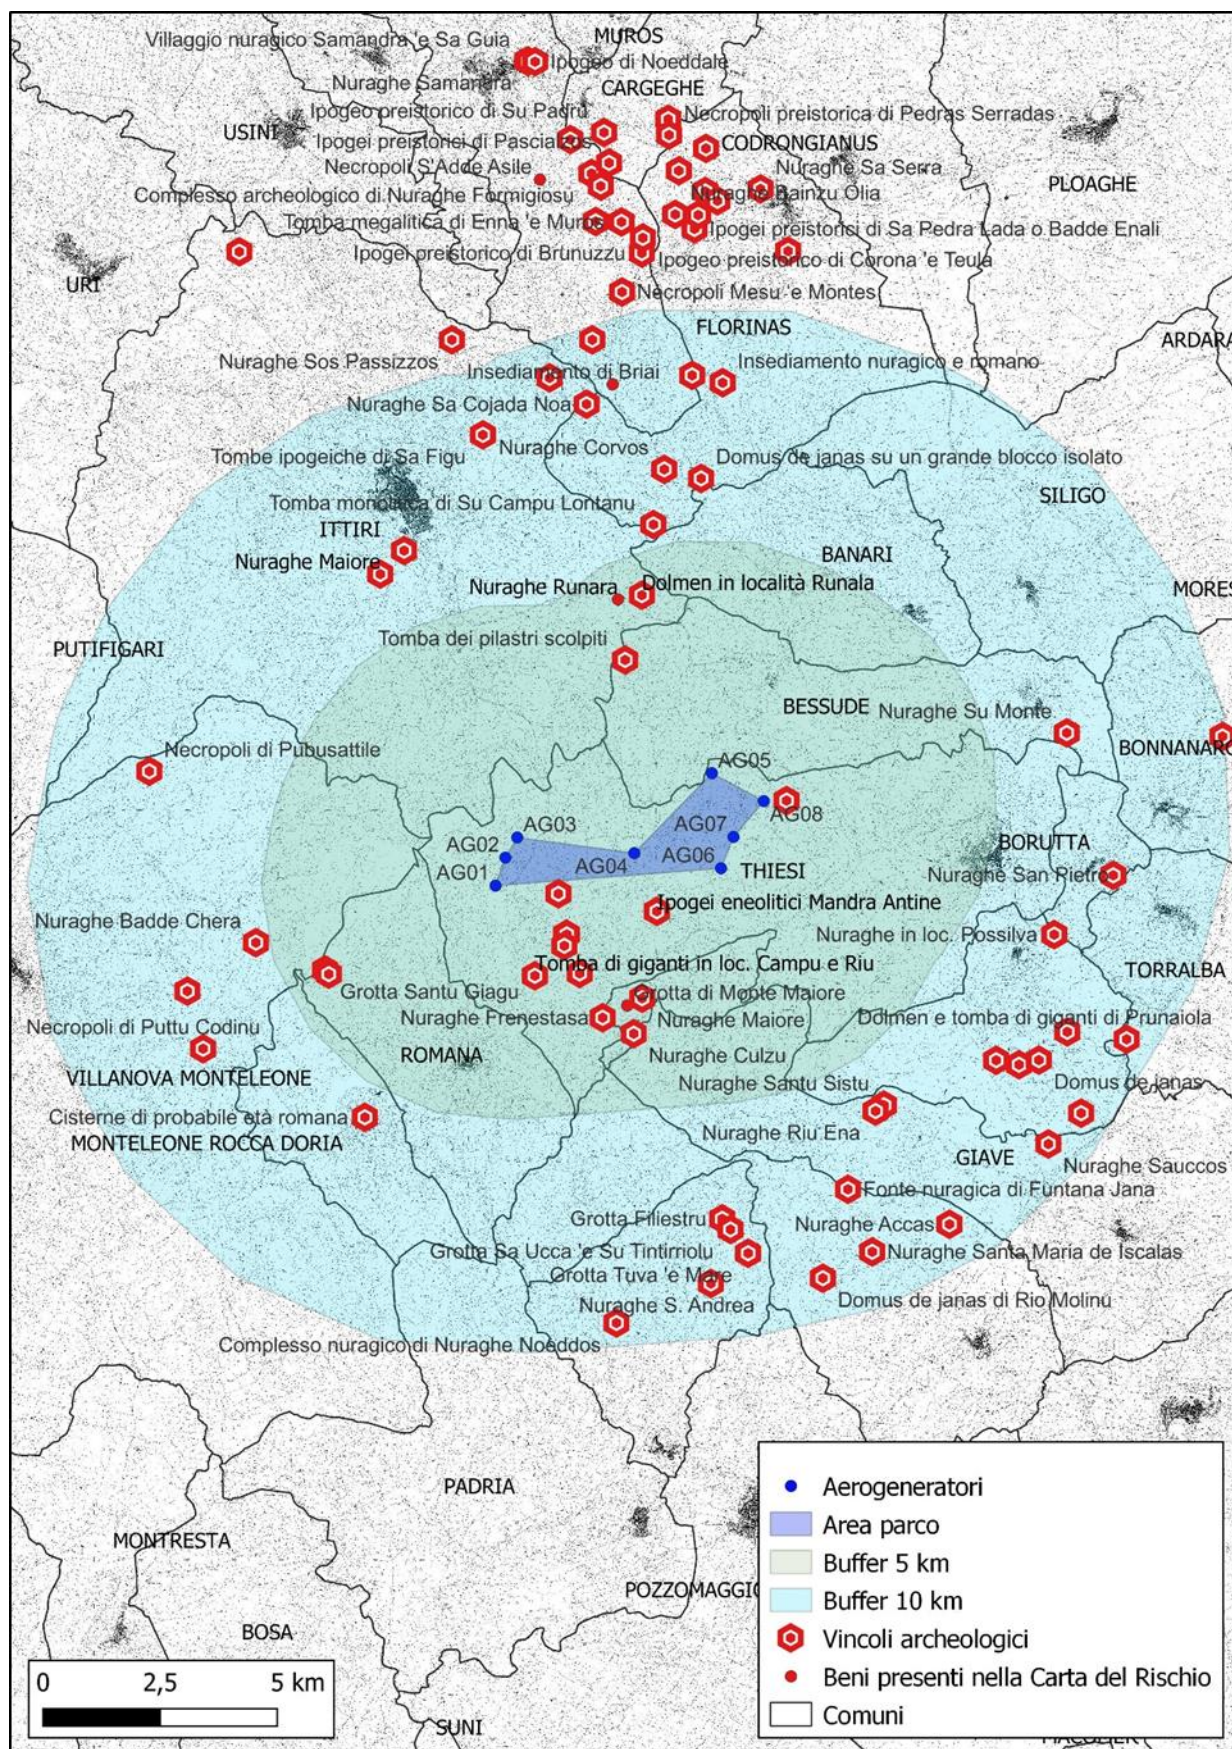 MUROS
Villaggio nuragico Samandra 'e Sa Guia
Ipogeo di Noeddale
Nuraghe Samandra
CARGEGHE
Ipogeo preistorico di Su Padru
Necropoli preistorica di Pedras Serradas
USINI
Ipogei preistorici di Pascialzos
CODRONGIANUS
Necropoli S'Adde Asile
Nuraghe Sa Serra
PLOAGHE
Complesso archeologico di Nuraghe Formigiosu
Nuraghe Bainzu Olia
Tomba megalitica di Enna 'e Muros
Ipogei preistorici di Sa Pedra Lada o Badde Enali
Ipogei preistorico di Brunuzzu
Ipogeo preistorico di Corona 'e Teula
URI
Necropoli Mesu 'e Montes
FLORINAS
ARDARA
Nuraghe Sos Passizzos
Insediamento di Briai
Insediamento nuragico e romano
Nuraghe Sa Cojada Noa
Nuraghe Corvos
Tombe ipogeiche di Sa Figu
Domus de janas su un grande blocco isolato
SILIGO
Tomba monolitica di Su Campu Lontanu
ITTIRI
BANARI
Nuraghe Maiore
Nuraghe Runara
Dolmen in località Runala
MORES
Tomba dei pilastri scolpiti
PUTIFIGARI
BESSUDE
Nuraghe Su Monte
Necropoli di Pubusattile
BONNANARO
AG05
AG08
AG03
AG07
AG02
AG04
AG06
AG01
THIESI
BORUTTA
Nuraghe San Pietro
Ipogei eneolitici Mandra Antine
Nuraghe Badde Chera
Nuraghe in loc. Possilva
Tomba di giganti in loc. Campu e Riu
TORRALBA
Grotta Santu Giagu
Grotta di Monte Maiore
Necropoli di Puttu Codinu
Nuraghe Frenestasa
Nuraghe Maiore
Dolmen e tomba di giganti di Prunaiola
ROMANA
Nuraghe Culzu
VILLANOVA MONTELEONE
Nuraghe Santu Sistu
Domus de janas
Cisterne di probabile età romana
Nuraghe Riu Ena
MONTELEONE ROCCA DORIA
GIAVE
Nuraghe Sauccos
Fonte nuragica di Funtana Jana
Grotta Filiestru
Nuraghe Accas
Grotta Sa Ucca 'e Su Tintirriolu
Nuraghe Santa Maria de Iscalas
Grotta Tuva 'e Mare
Domus de janas di Rio Molinu
Nuraghe S. Andrea
Complesso nuragico di Nuraghe Noeddos
PADRIA
MONTRESTA
POZZOMAGGIO
BOSA
SUNI
Aerogeneratori
Area parco
Buffer 5 km
Buffer 10 km
Vincoli archeologici
Beni presenti nella Carta del Rischio
Comuni
0 2,5 5 km